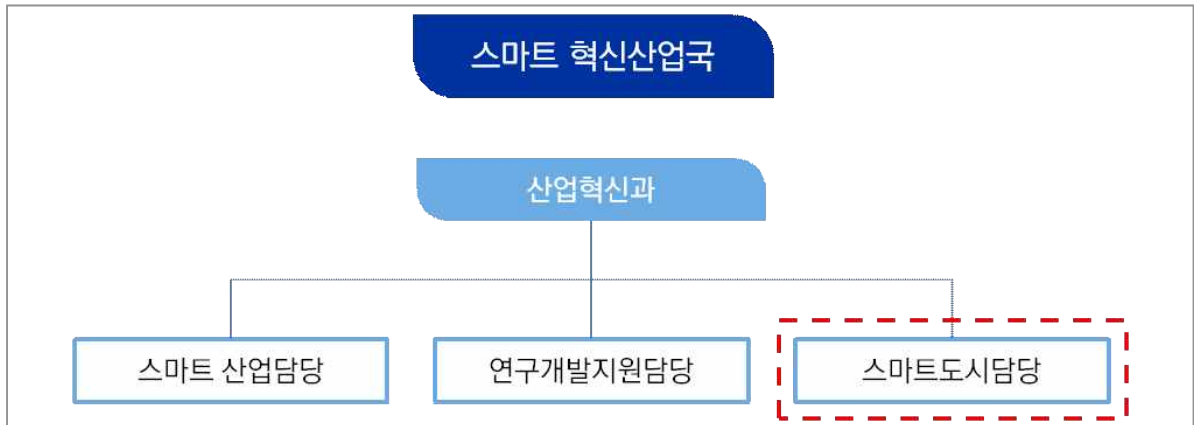 스마트 혁신산업국
산업혁신과
스마트 산업담당
연구개발지원담당
스마트도시담당